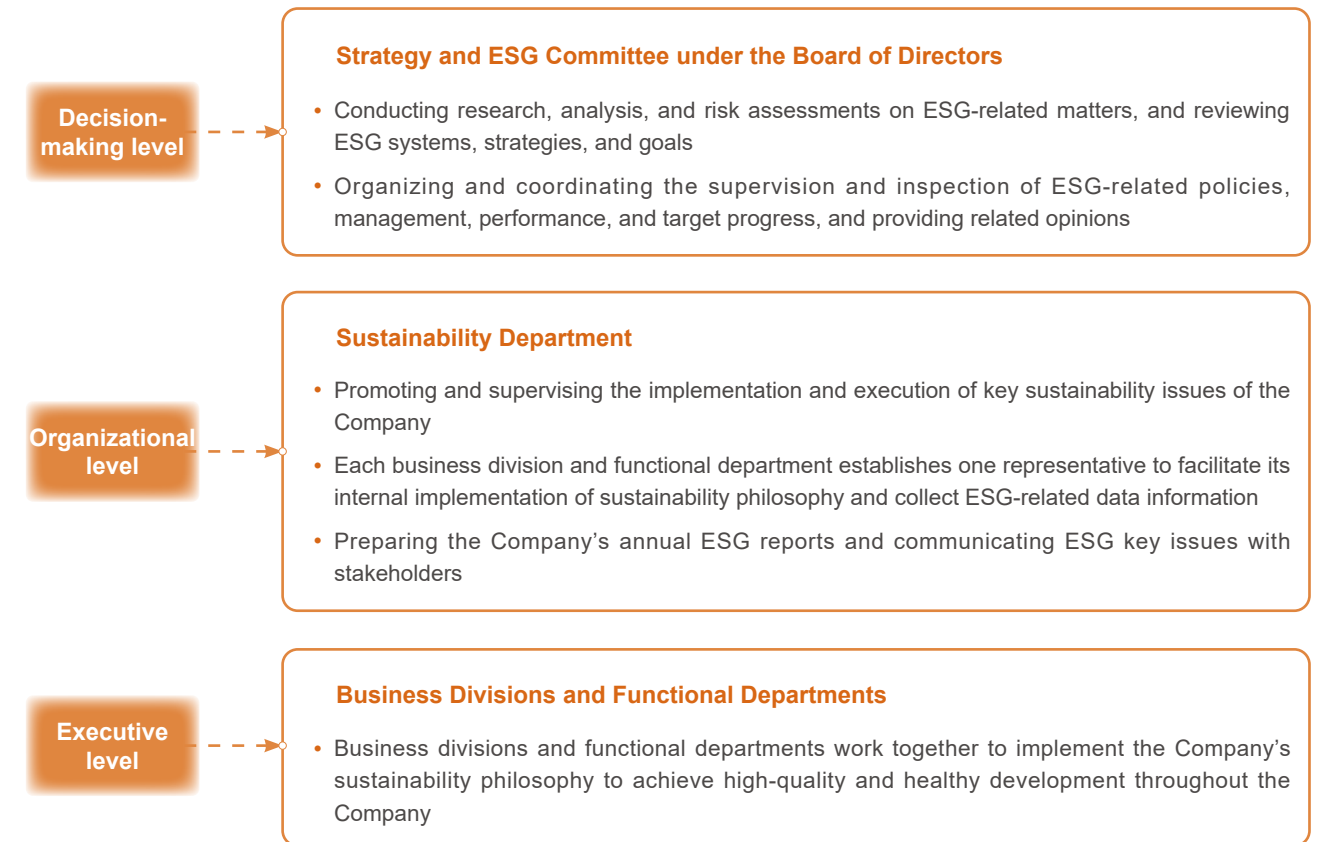 Decision-
making level
Strategy and ESG Committee under the Board of Directors
• Conducting research, analysis, and risk assessments on ESG-related matters, and reviewing
ESG systems, strategies, and goals
• Organizing and coordinating the supervision and inspection of ESG-related policies,
management, performance, and target progress, and providing related opinions
Organizational
level
Sustainability Department
• Promoting and supervising the implementation and execution of key sustainability issues of the
Company
• Each business division and functional department establishes one representative to facilitate its
internal implementation of sustainability philosophy and collect ESG-related data information
• Preparing the Company’s annual ESG reports and communicating ESG key issues with
stakeholders
Executive
level
Business Divisions and Functional Departments
• Business divisions and functional departments work together to implement the Company’s
sustainability philosophy to achieve high-quality and healthy development throughout the
Company